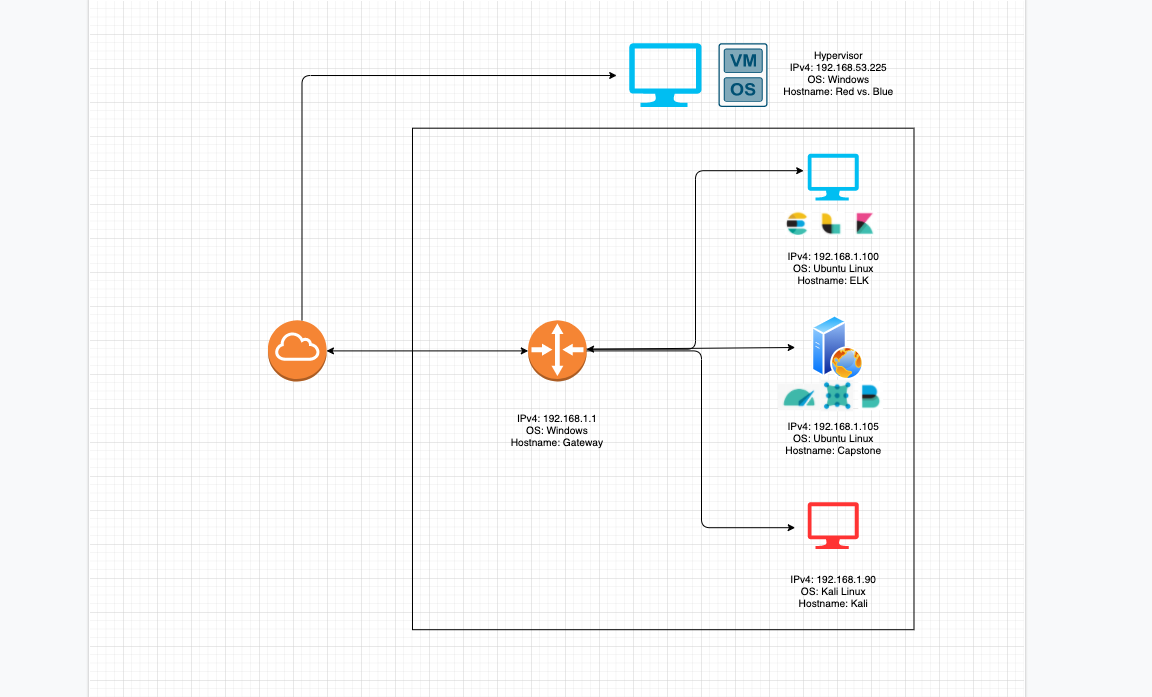 VM
OS
Hypervisor
IPv4: 192.168.53.225
OS: Windows
Hostname: Red vs. Blue
IPv4: 192.168.1.100
OS: Ubuntu Linux
Hostname: ELK
IPv4: 192.168.1.1
OS: Windows
Hostname: Gateway
IPv4: 192.168.1.105
OS: Ubuntu Linux
Hostname: Capstone
IPv4: 192.168.1.90
OS: Kali Linux
Hostname: Kali